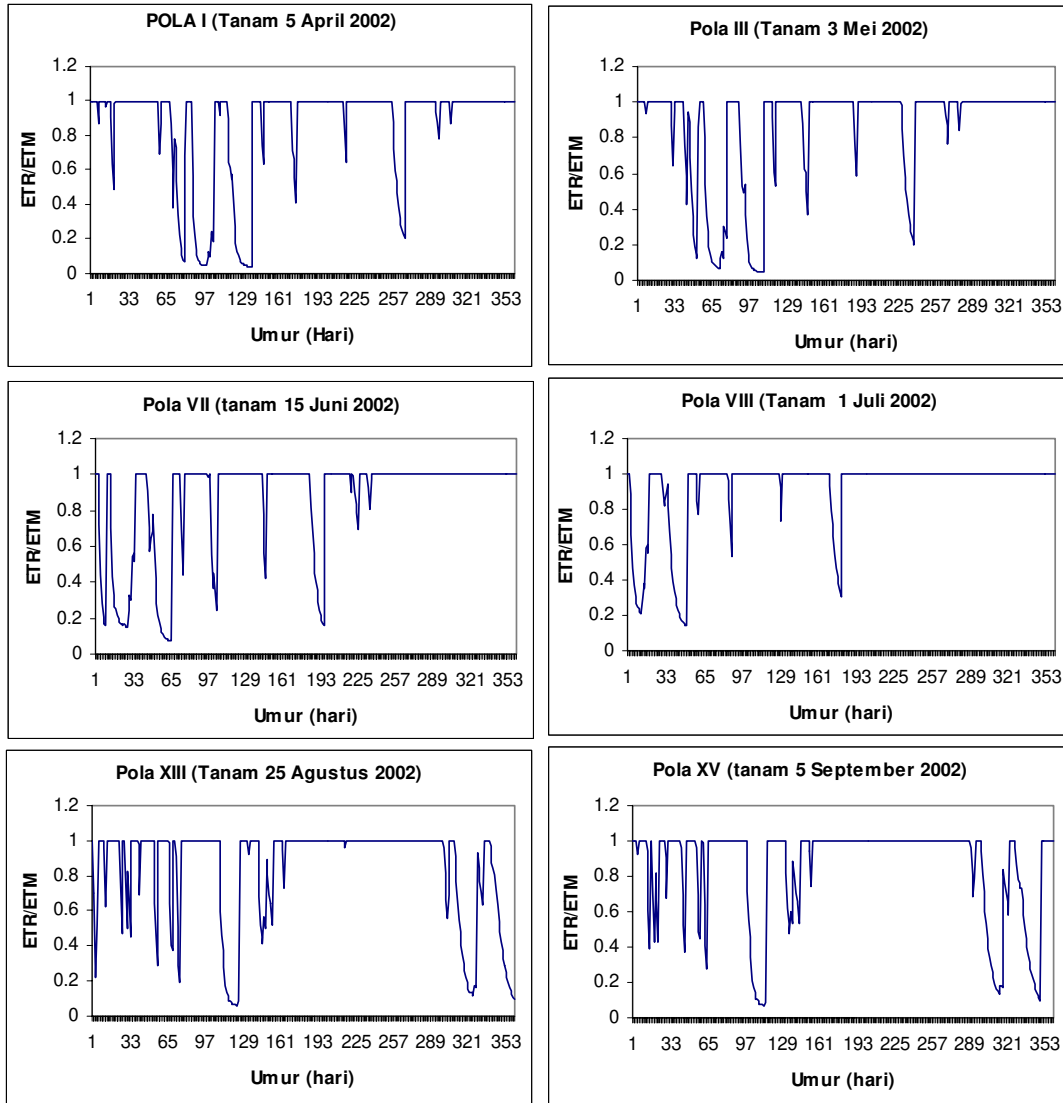 POLA I (Tanam 5 April 2002)
1.2
1
0.8
0.6
0.4
0.2
0
ETR/ETM
1 33 65 97 129 161 193 225 257 289 321 353
Umur (Hari)
Pola III (Tanam 3 Mei 2002)
1.2
1
0.8
0.6
0.4
0.2
0
ETR/ETM
1 33 65 97 129 161 193 225 257 289 321 353
Umur (hari)
Pola VII (tanam 15 Juni 2002)
1.2
1
0.8
0.6
0.4
0.2
0
ETR/ETM
1 33 65 97 129 161 193 225 257 289 321 353
Umur (hari)
Pola VIII (Tanam 1 Juli 2002)
1.2
1
0.8
0.6
0.4
0.2
0
ETR/ETM
1 33 65 97 129 161 193 225 257 289 321 353
Umur (hari)
Pola XIII (Tanam 25 Agustus 2002)
1.2
1
0.8
0.6
0.4
0.2
0
ETR/ETM
1 33 65 97 129 161 193 225 257 289 321 353
Umur (hari)
Pola XV (tanam 5 September 2002)
1.2
1
0.8
0.6
0.4
0.2
0
ETR/ETM
1 33 65 97 129 161 193 225 257 289 321 353
Umur (hari)